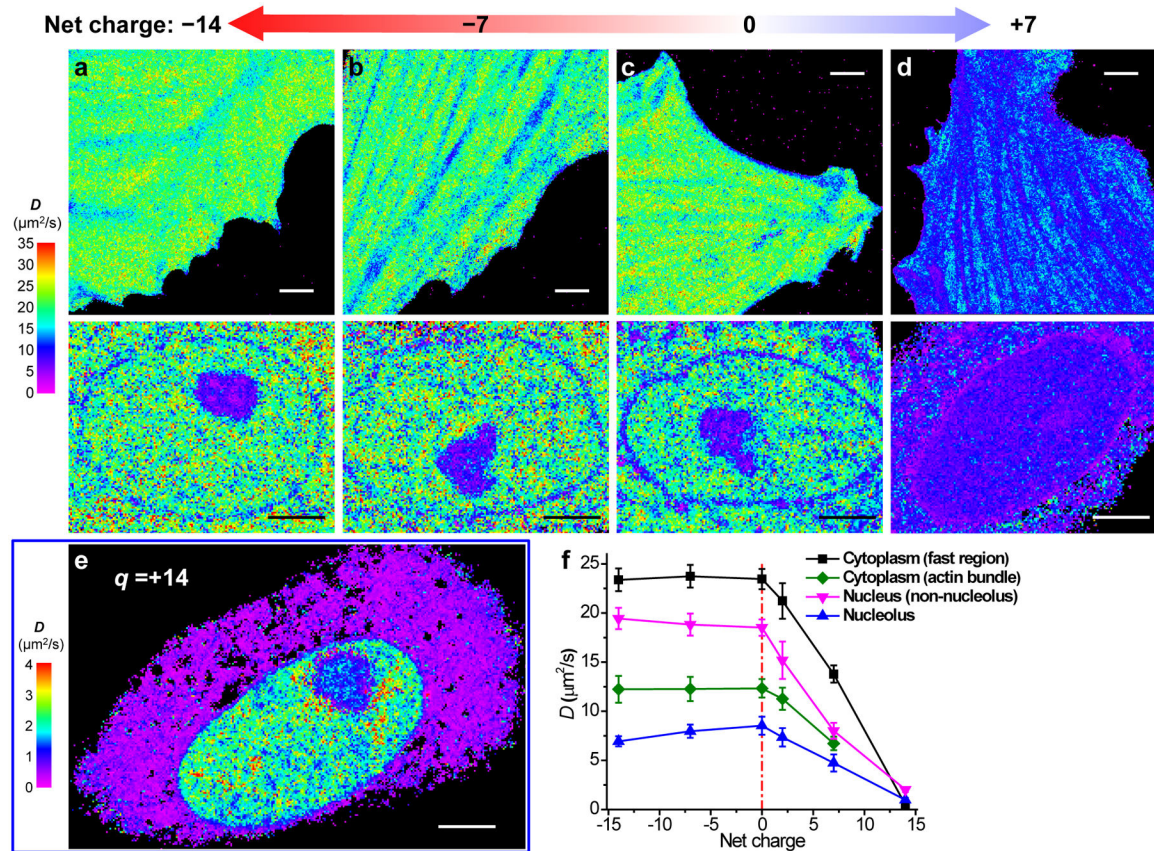 Net charge: −14 −7 0 +7
a b c d
D
(μm²/s)
35
30
25
20
15
10
5
0
e q =+14
D
(μm²/s)
4
3
2
1
0
f
Cytoplasm (fast region)
Cytoplasm (actin bundle)
Nucleus (non-nucleolus)
Nucleolus
D (μm²/s)
25
20
15
10
5
0
-15 -10 -5 0 5 10 15
Net charge